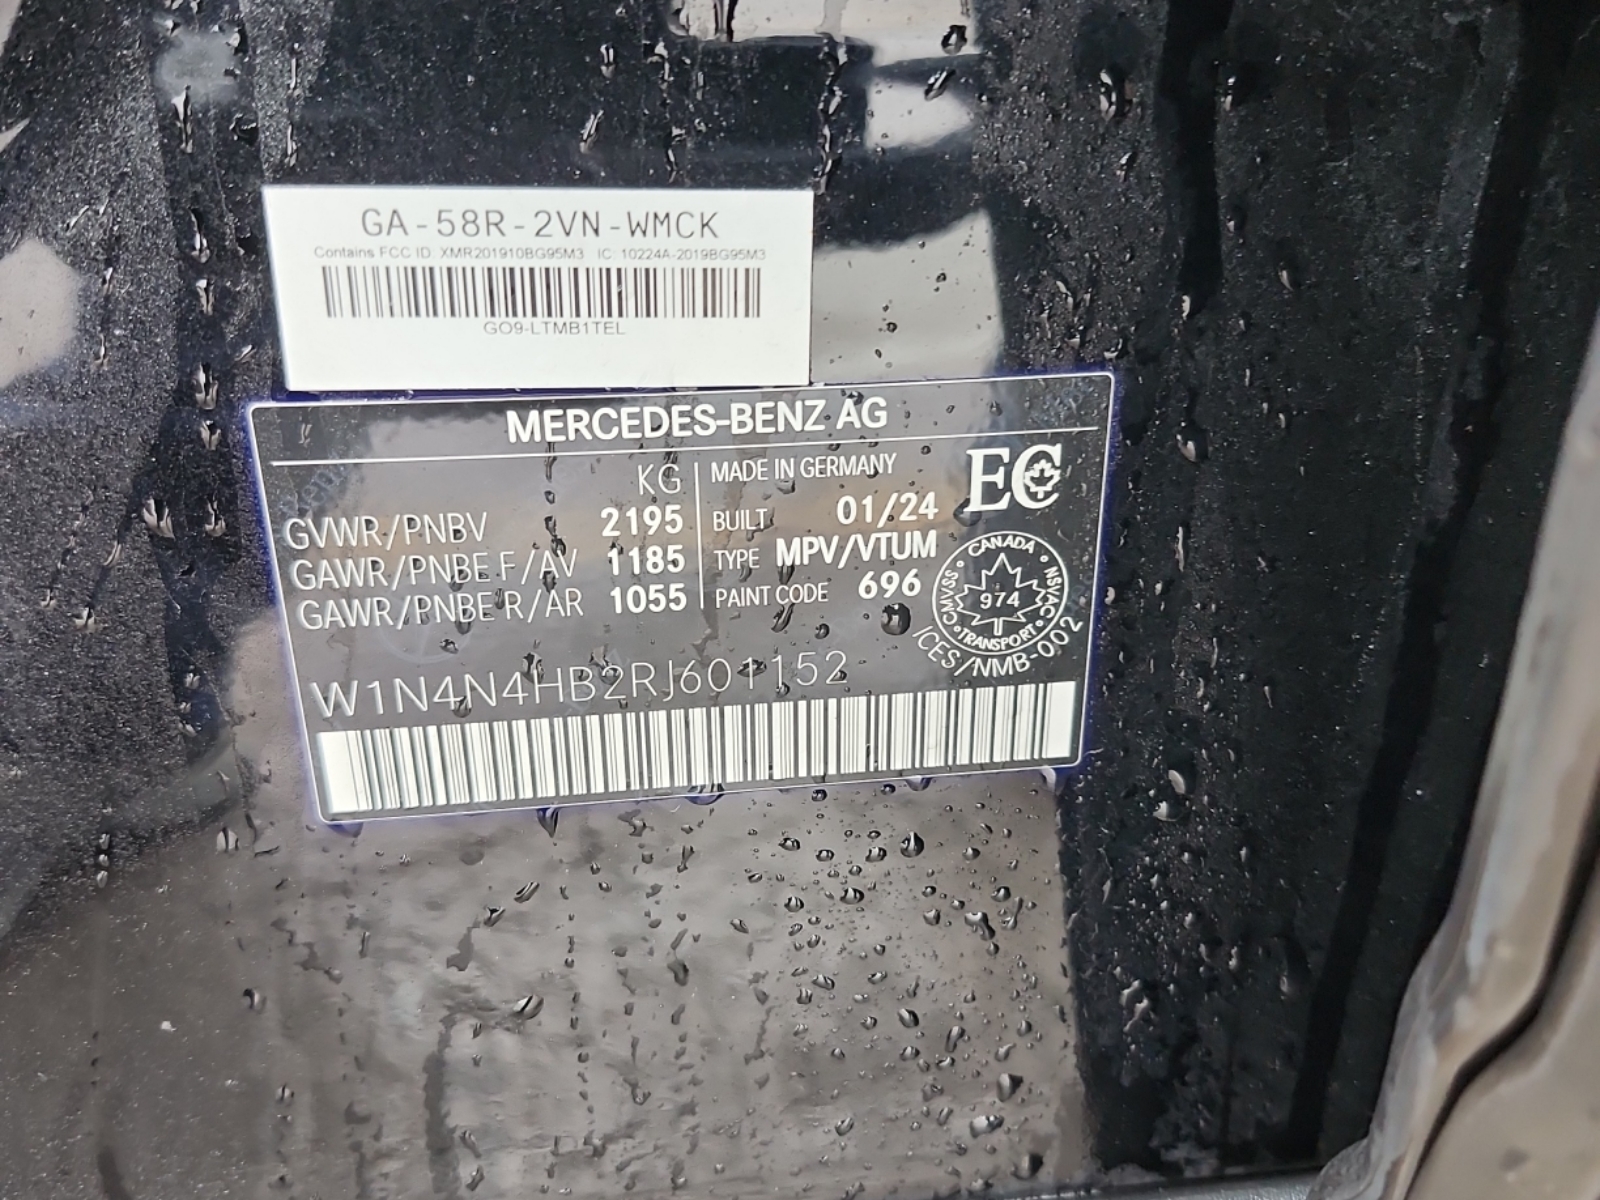 GA-58R-2VN-WMCK
Contains FCC ID: XMR201910BG95M3 IC: 10224A-2019BG95M3
GO9-LTMB1TEL
MERCEDES-BENZ AG
KG
GVWR/PNBV 2195
GAWR/PNBE F/AV 1185
GAWR/PNBE R/AR 1055
MADE IN GERMANY
BUILT 01/24
TYPE MPV/VTUM
PAINT CODE 696
EC
CANADA
CMVSS
NSVAC
974
TRANSPORT
ICES/NMB-002
W1N4N4HB2RJ601152